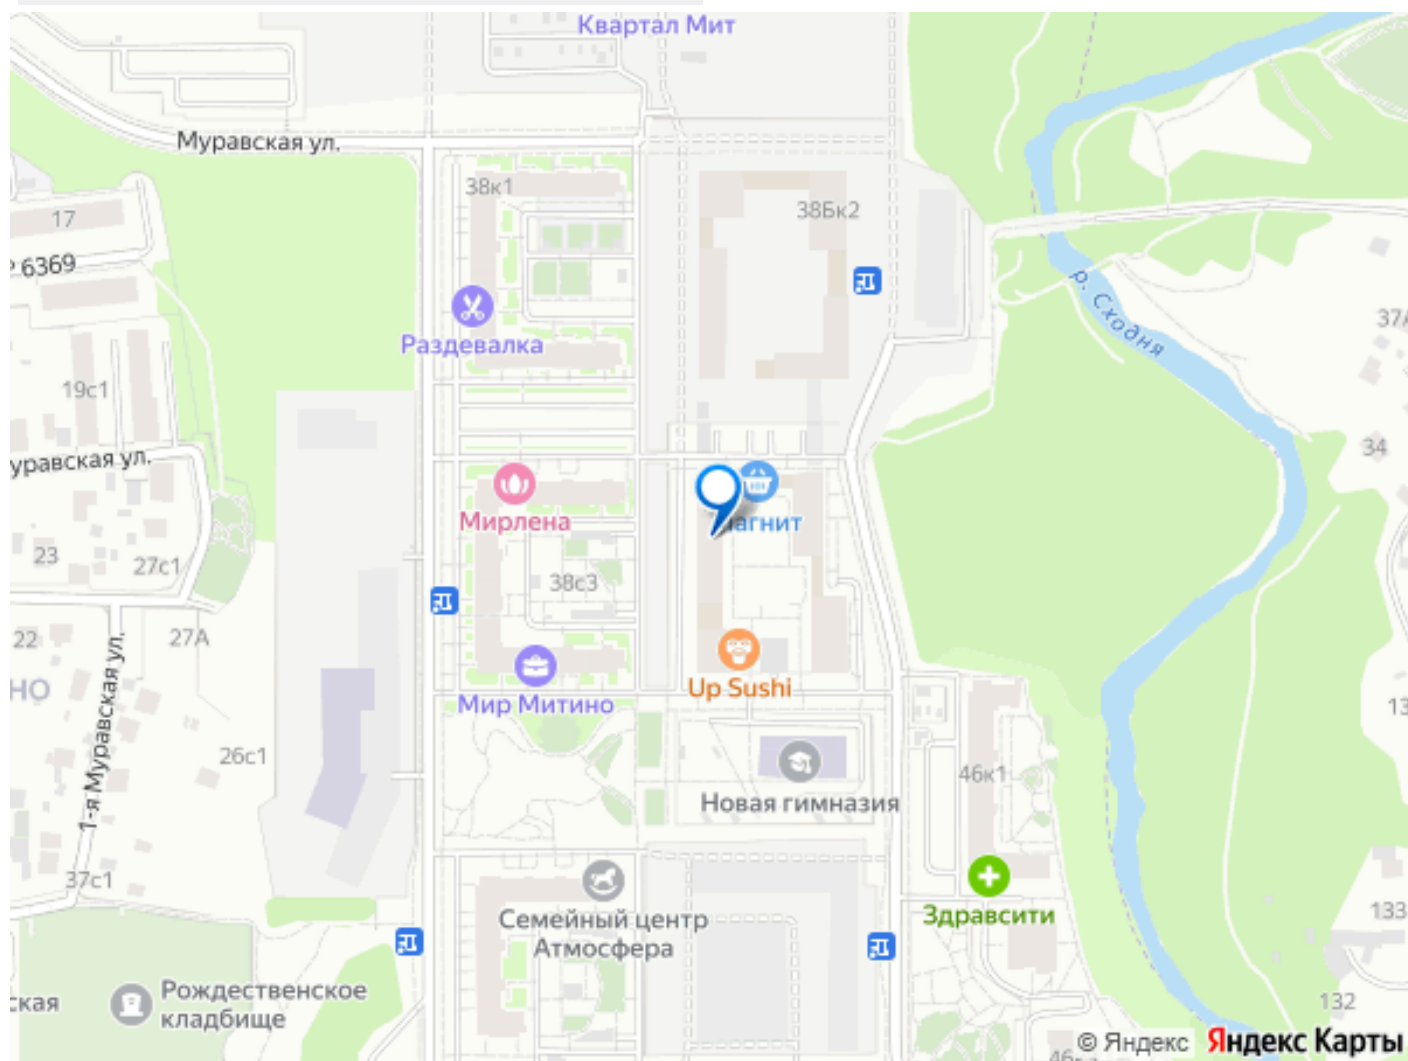 Квартал Мит
Муравская ул.
38к1
38Бк2
17
6369
р. Сходня
37А
Раздевалка
19с1
уравская ул.
34
Мирлена
агнит
23
27с1
38с3
22
27А
1-я Муравская ул.
НО
Up Sushi
Мир Митино
13
26с1
46к1
Новая гимназия
37с1
Здравсити
133
Семейный центр
Атмосфера
ская
Рождественское
кладбище
132
© Яндекс Яндекс Карты